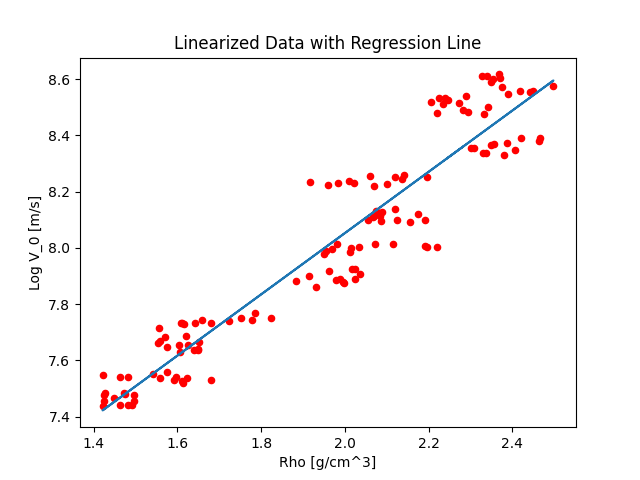 Linearized Data with Regression Line
Log V_0 [m/s]
8.6
8.4
8.2
8.0
7.8
7.6
7.4
1.4 1.6 1.8 2.0 2.2 2.4
Rho [g/cm^3]